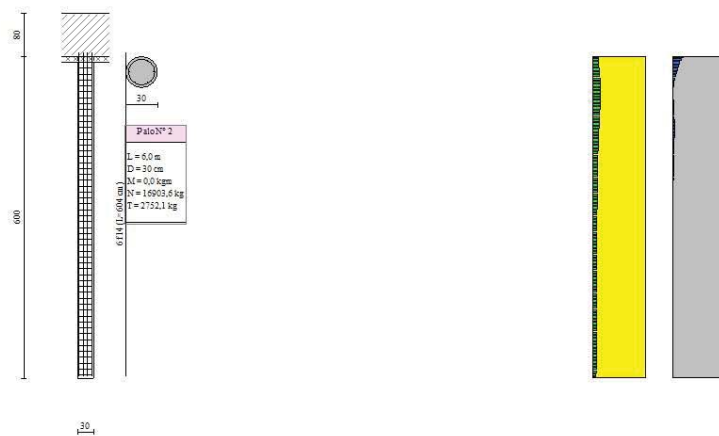 80
30
Palo N° 2
L = 6,0 m
D = 30 cm
M = 0,0 kgm
N = 16903,6 kg
T = 2752,1 kg
600
6 f 14 (L=604 cm)
30